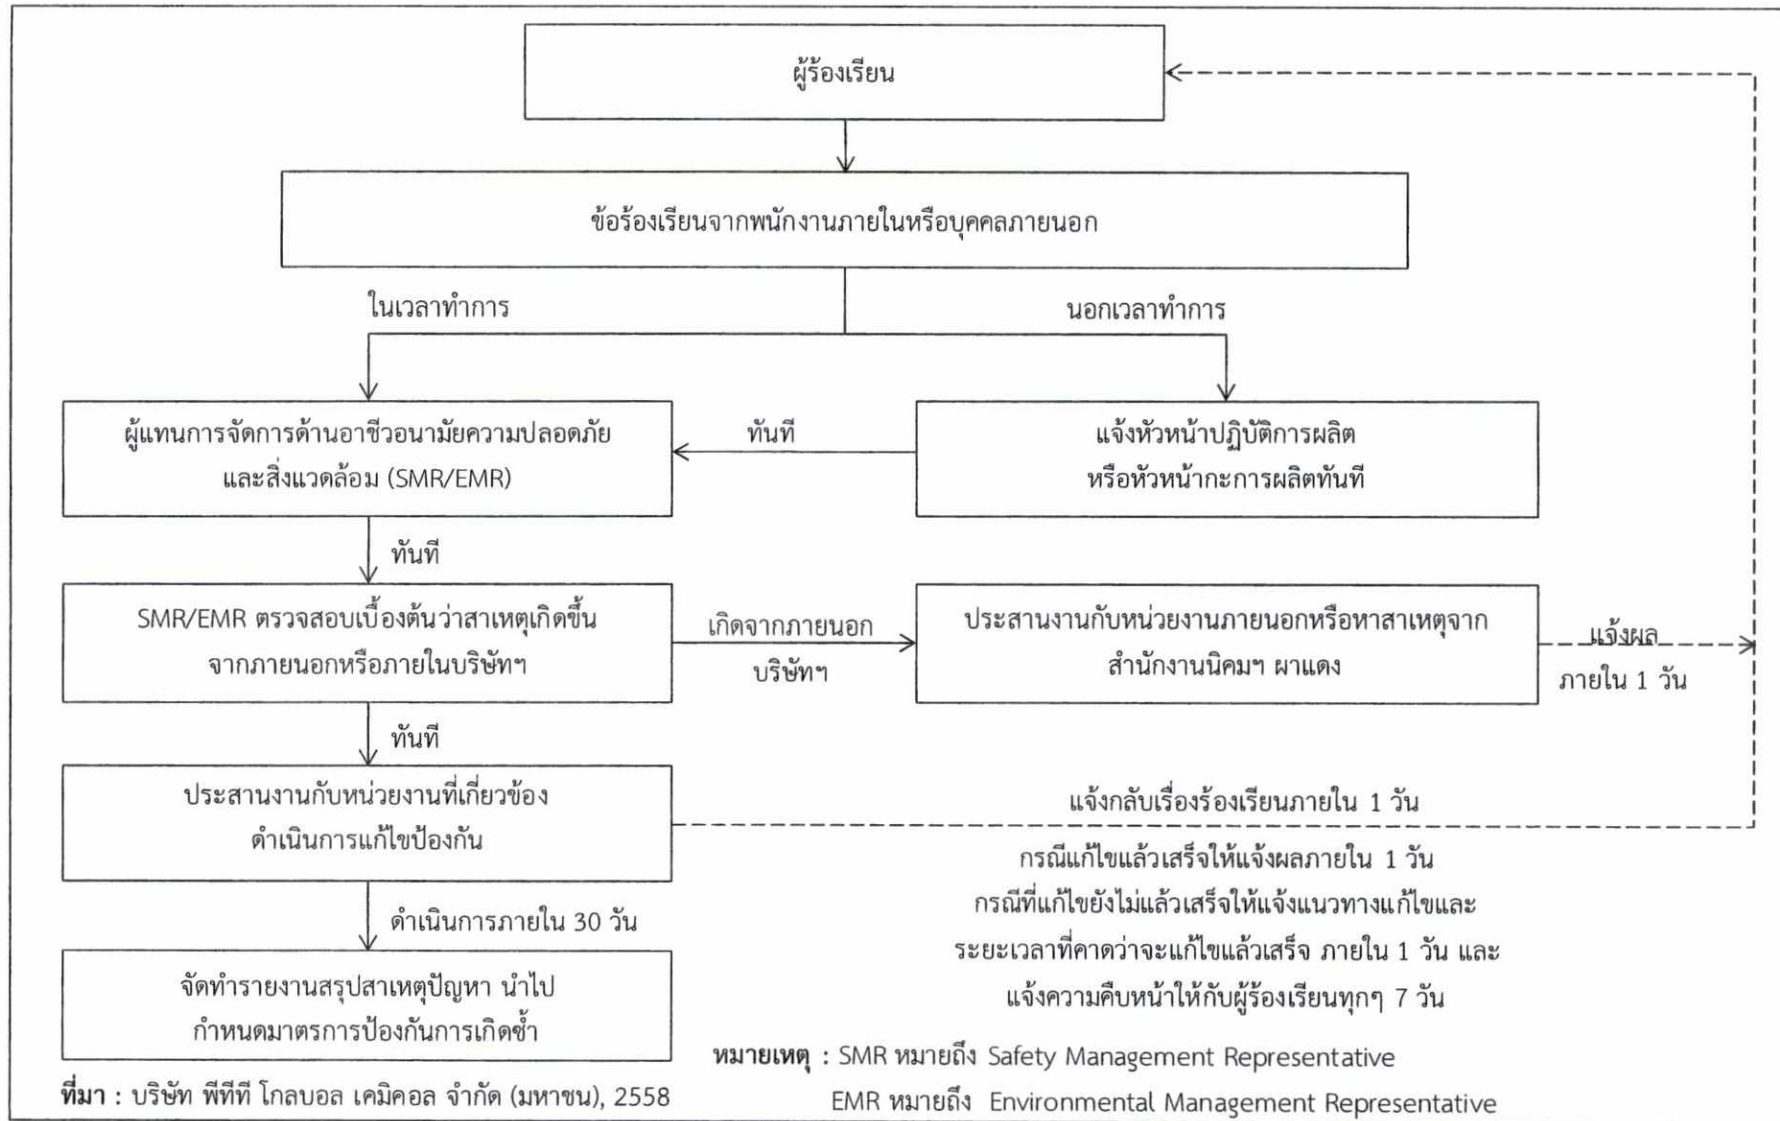 ผู้ร้องเรียน
ข้อร้องเรียนจากพนักงานภายในหรือบุคคลภายนอก
ในเวลาทำการ
นอกเวลาทำการ
ผู้แทนการจัดการด้านอาชีวอนามัยความปลอดภัย
และสิ่งแวดล้อม (SMR/EMR)
ทันที
แจ้งหัวหน้าปฏิบัติการผลิต
หรือหัวหน้ากะการผลิตทันที
ทันที
SMR/EMR ตรวจสอบเบื้องต้นว่าสาเหตุเกิดขึ้น
จากภายนอกหรือภายในบริษัทฯ
เกิดจากภายนอก
บริษัทฯ
ประสานงานกับหน่วยงานภายนอกหรือหาสาเหตุจาก
สำนักงานนิคมฯ ผาแดง
แจ้งผล
ภายใน 1 วัน
ทันที
ประสานงานกับหน่วยงานที่เกี่ยวข้อง
ดำเนินการแก้ไขป้องกัน
แจ้งกลับเรื่องร้องเรียนภายใน 1 วัน
กรณีแก้ไขแล้วเสร็จให้แจ้งผลภายใน 1 วัน
กรณีที่แก้ไขยังไม่แล้วเสร็จให้แจ้งแนวทางแก้ไขและ
ระยะเวลาที่คาดว่าจะแก้ไขแล้วเสร็จ ภายใน 1 วัน และ
แจ้งความคืบหน้าให้กับผู้ร้องเรียนทุกๆ 7 วัน
ดำเนินการภายใน 30 วัน
จัดทำรายงานสรุปสาเหตุปัญหา นำไป
กำหนดมาตรการป้องกันการเกิดซ้ำ
หมายเหตุ : SMR หมายถึง Safety Management Representative
EMR หมายถึง Environmental Management Representative
ที่มา : บริษัท พีทีที โกลบอล เคมิคอล จำกัด (มหาชน), 2558